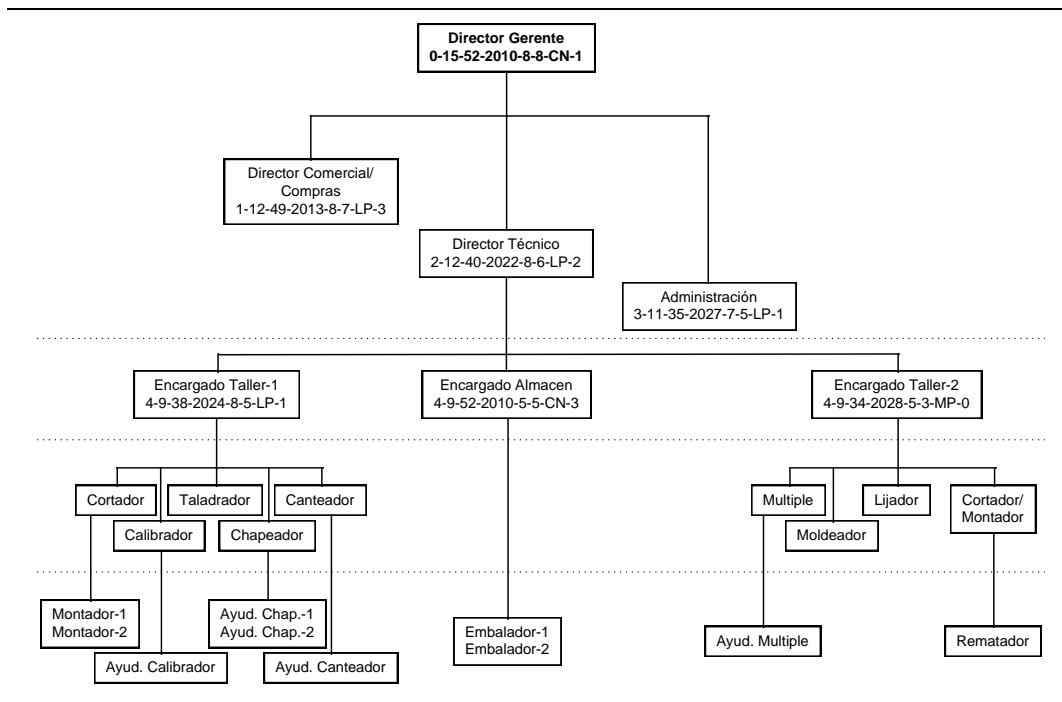 Director Gerente
0-15-52-2010-8-8-CN-1
Director Comercial/
Compras
1-12-49-2013-8-7-LP-3
Director Técnico
2-12-40-2022-8-6-LP-2
Administración
3-11-35-2027-7-5-LP-1
Encargado Taller-1
4-9-38-2024-8-5-LP-1
Encargado Almacen
4-9-52-2010-5-5-CN-3
Encargado Taller-2
4-9-34-2028-5-3-MP-0
Cortador
Taladrador
Canteador
Calibrador
Chapeador
Multiple
Lijador
Cortador/
Montador
Moldeador
Montador-1
Montador-2
Ayud. Chap.-1
Ayud. Chap.-2
Ayud. Calibrador
Ayud. Canteador
Embalador-1
Embalador-2
Ayud. Multiple
Rematador